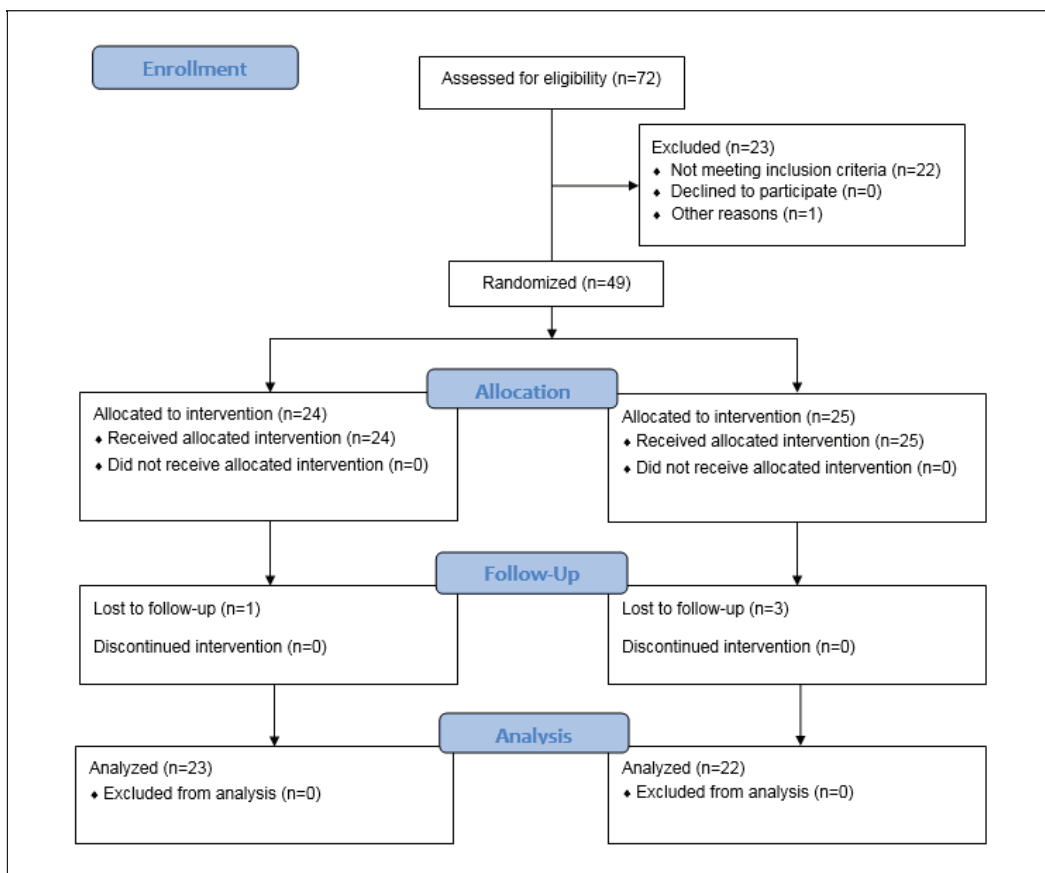 Enrollment
Assessed for eligibility (n=72)
Excluded (n=23)
♦ Not meeting inclusion criteria (n=22)
♦ Declined to participate (n=0)
♦ Other reasons (n=1)
Randomized (n=49)
Allocation
Allocated to intervention (n=24)
♦ Received allocated intervention (n=24)
♦ Did not receive allocated intervention (n=0)
Allocated to intervention (n=25)
♦ Received allocated intervention (n=25)
♦ Did not receive allocated intervention (n=0)
Follow-Up
Lost to follow-up (n=1)
Discontinued intervention (n=0)
Lost to follow-up (n=3)
Discontinued intervention (n=0)
Analysis
Analyzed (n=23)
♦ Excluded from analysis (n=0)
Analyzed (n=22)
♦ Excluded from analysis (n=0)